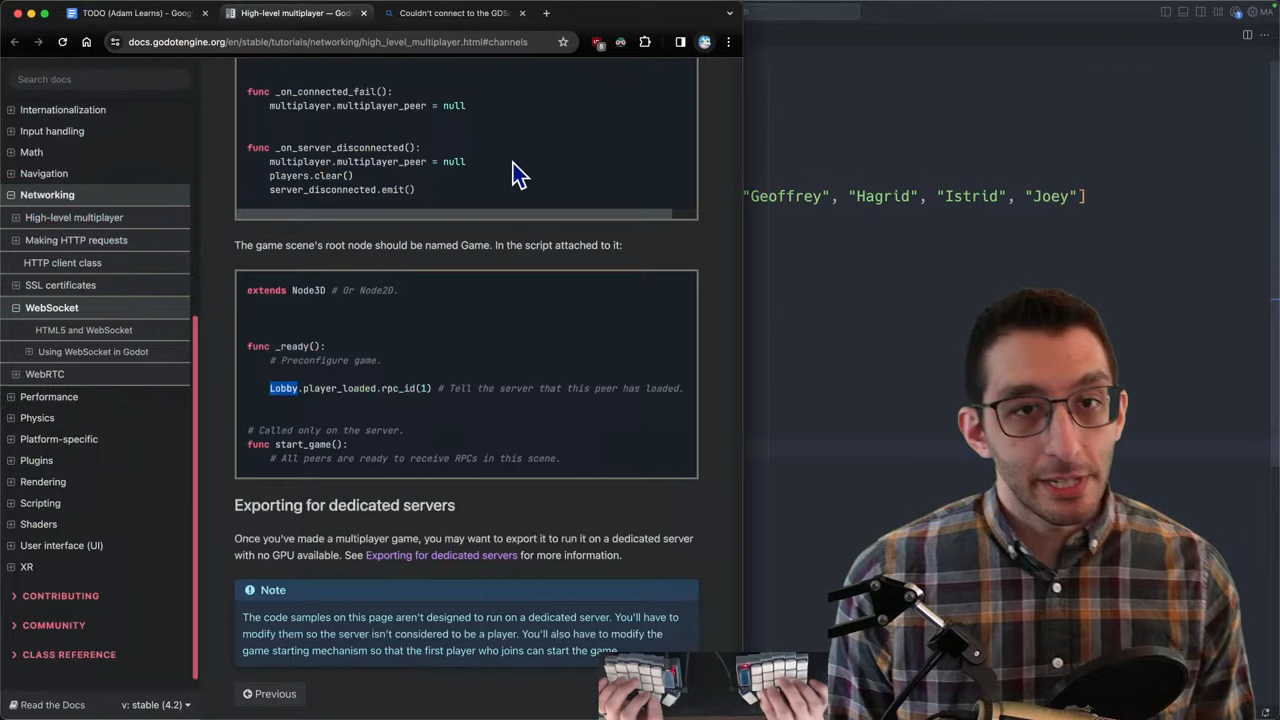 TODO (Adam Learns) - Goog
High-level multiplayer — God
Couldn't connect to the GDSc
docs.godotengine.org/en/stable/tutorials/networking/high_level_multiplayer.html#channels
MA
Search docs
Internationalization
Input handling
Math
Navigation
Networking
High-level multiplayer
Making HTTP requests
HTTP client class
SSL certificates
WebSocket
HTML5 and WebSocket
Using WebSocket in Godot
WebRTC
Performance
Physics
Platform-specific
Plugins
Rendering
Scripting
Shaders
User interface (UI)
XR
CONTRIBUTING
COMMUNITY
CLASS REFERENCE
Read the Docs
v: stable (4.2)
func _on_connected_fail():
multiplayer.multiplayer_peer = null
func _on_server_disconnected():
multiplayer.multiplayer_peer = null
players.clear()
server_disconnected.emit()
The game scene's root node should be named Game. In the script attached to it:
extends Node3D # Or Node2D.
func _ready():
# Preconfigure game.
Lobby.player_loaded.rpc_id(1) # Tell the server that this peer has loaded.
# Called only on the server.
func start_game():
# All peers are ready to receive RPCs in this scene.
Exporting for dedicated servers
Once you've made a multiplayer game, you may want to export it to run it on a dedicated server
with no GPU available. See Exporting for dedicated servers for more information.
Note
The code samples on this page aren't designed to run on a dedicated server. You'll have to
modify them so the server isn't considered to be a player. You'll also have to modify the
game starting mechanism so that the first player who joins can start the game.
Previous
"Geoffrey", "Hagrid", "Istrid", "Joey"]